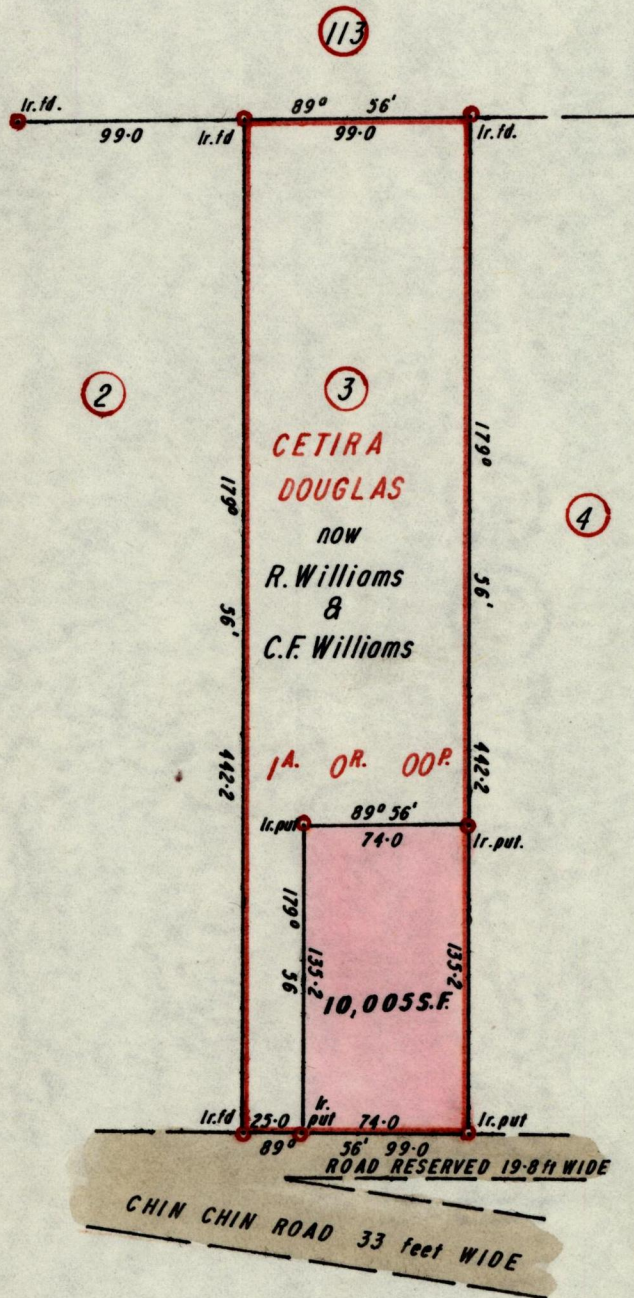 113
Ir.fd.
89° 56'
99·0
Ir.fd
99·0
Ir.fd.
2
3
CETIRA
DOUGLAS
now
R. Williams
&
C.F. Williams
4
179° 56' 442·2
179° 56' 442·2
1A. 0R. 00P.
Ir.put
89° 56'
74·0
Ir.put.
179° 56
135·2
135·2
10,005 S.F.
Ir.fd
25·0
Ir.
put
74·0
Ir.put
89° 56' 99·0
ROAD RESERVED 19·8 ft WIDE
CHIN CHIN ROAD 33 feet WIDE